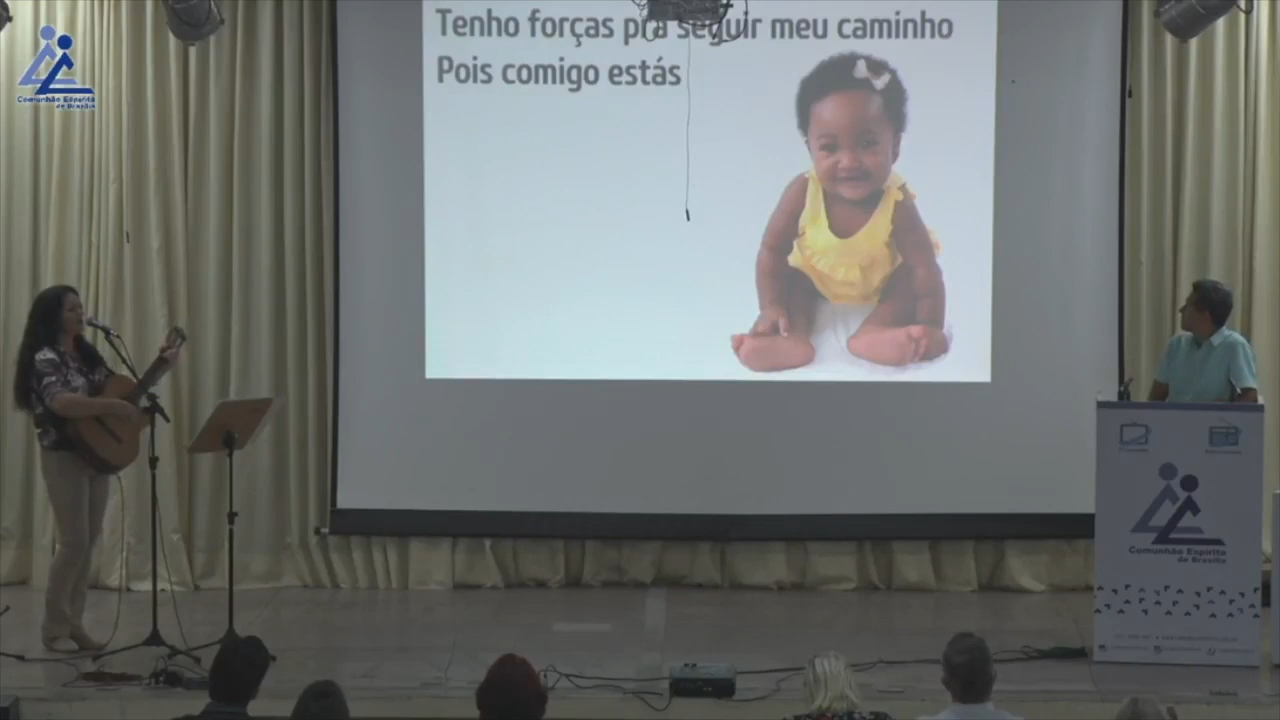 Comunhão Espírita
de Brasília
Tenho forças pra seguir meu caminho
Pois comigo estás
Comunhão Espírita
de Brasília